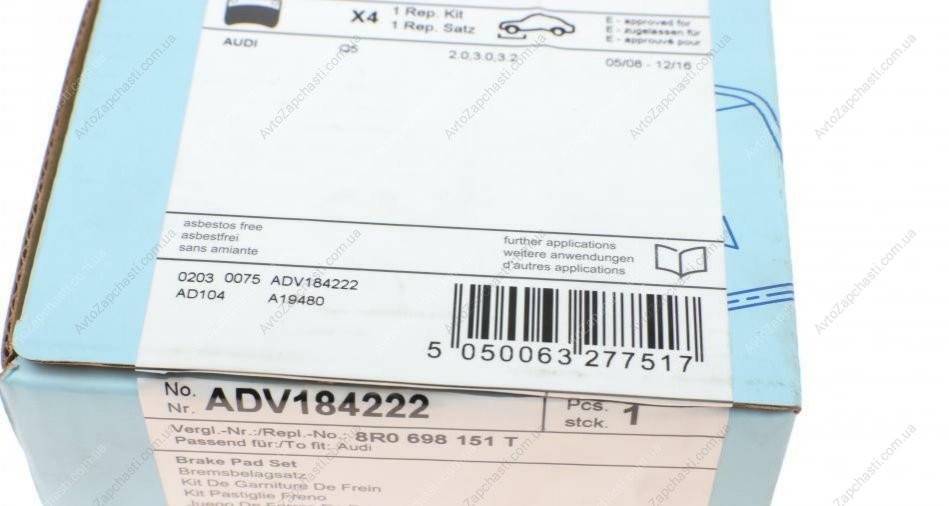 X4 1 Rep. Kit
1 Rep. Satz
E - approved for
E - zugelassen für
E - approuvé pour
AUDI Q5 2.0,3.0,3.2 05/08 - 12/16
asbestos free
asbestfrei
sans amiante
further applications
weitere anwendungen
d'autres applications
0203 0075 ADV184222
AD104 A19480
5 050063 277517
No.
Nr. ADV184222
Pcs.
stck. 1
Vergl.-Nr.:/Repl.-No.: 8R0 698 151 T
Passend für:/To fit: Audi
Brake Pad Set
Bremsbelagsatz
Kit De Garniture De Frein
Kit Pastiglie Freno
AvtoZapchasti.com.ua